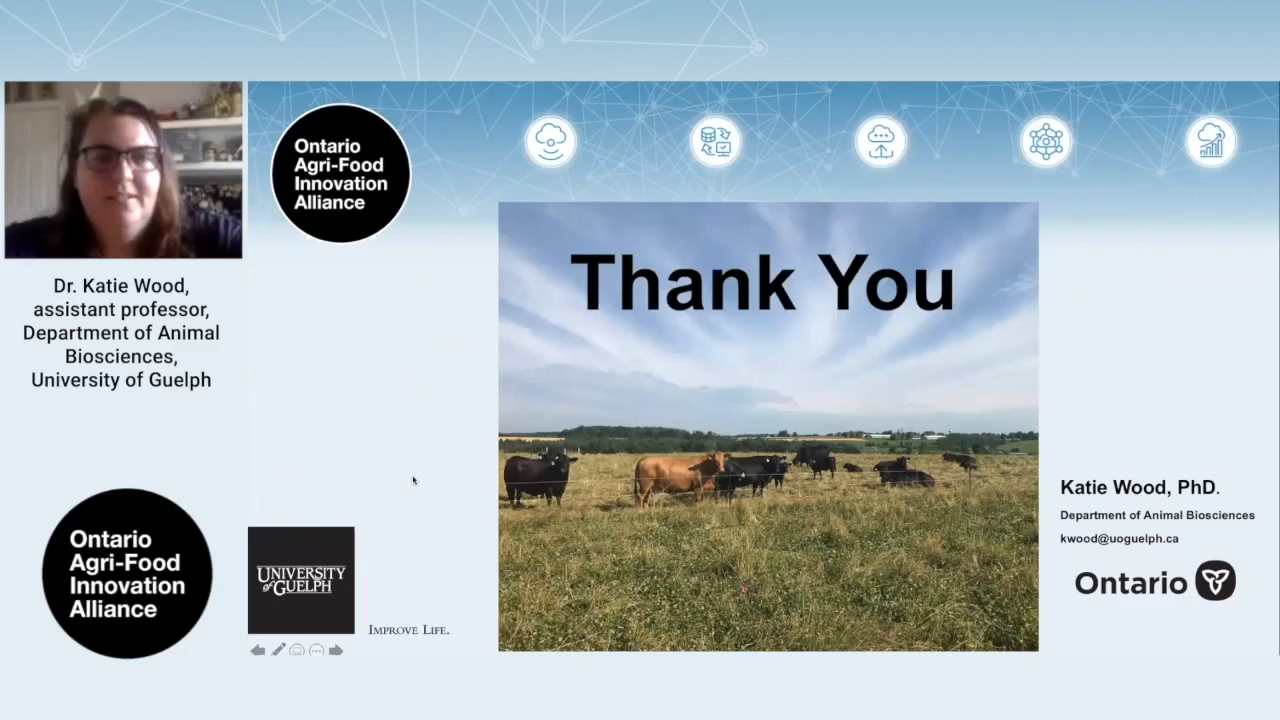 Dr. Katie Wood,
assistant professor,
Department of Animal
Biosciences,
University of Guelph
Ontario
Agri-Food
Innovation
Alliance
Ontario
Agri-Food
Innovation
Alliance
Thank You
Katie Wood, PhD.
Department of Animal Biosciences
kwood@uoguelph.ca
Ontario
UNIVERSITY
of GUELPH
IMPROVE LIFE.